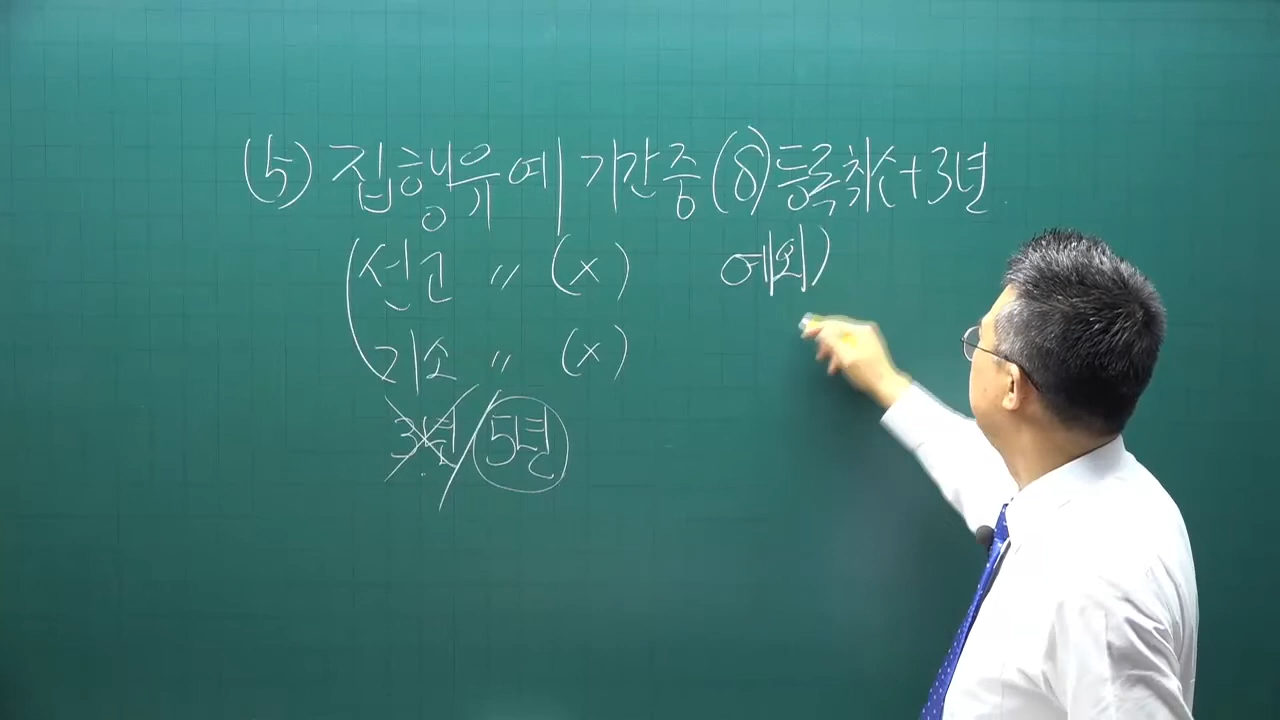 (5) 집행유예 기간중 (8) 등록취소+3년
(선고 〃 (x) 예외)
기소 〃 (x)
3년/5년